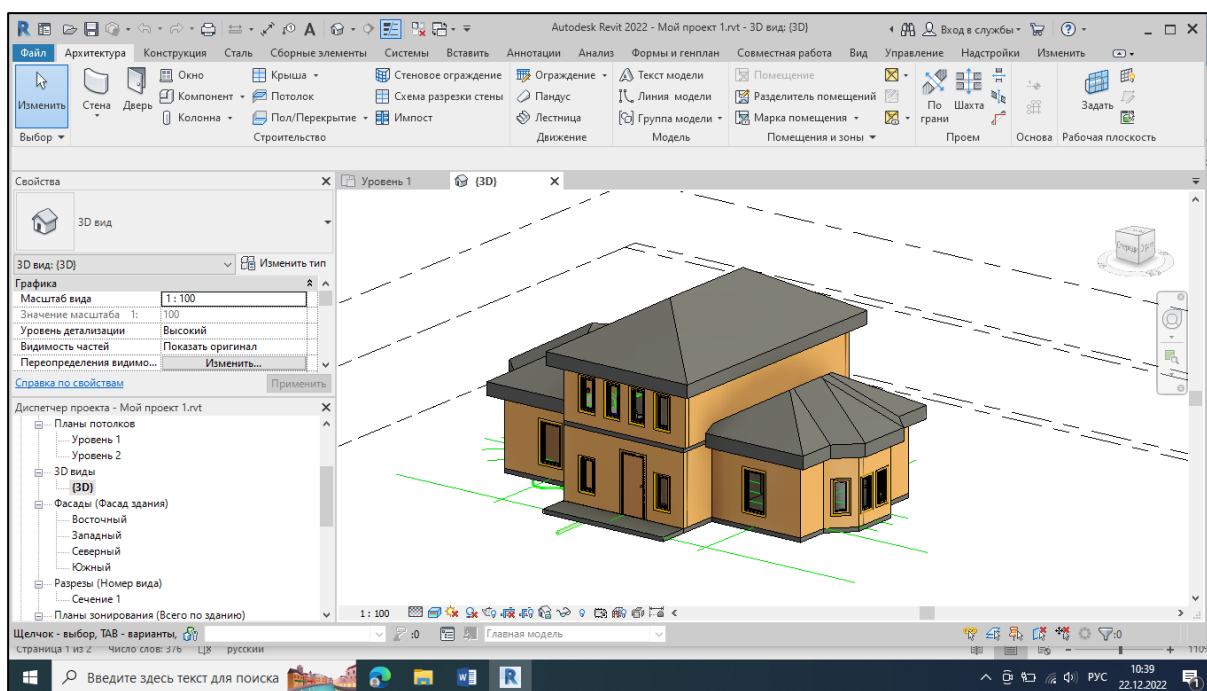 Autodesk Revit 2022 - Мой проект 1.rvt - 3D вид: {3D}
Вход в службы
Файл Архитектура Конструкция Сталь Сборные элементы Системы Вставить Аннотации Анализ Формы и генплан Совместная работа Вид Управление Надстройки Изменить
Изменить
Стена
Дверь
Окно
Компонент
Колонна
Крыша
Потолок
Пол/Перекрытие
Стеновое ограждение
Схема разрезки стены
Импост
Ограждение
Пандус
Лестница
Текст модели
Линия модели
Группа модели
Помещение
Разделитель помещений
Марка помещения
По грани
Шахта
Задать
Выбор Строительство Движение Модель Помещения и зоны Проем Основа Рабочая плоскость
Свойства
Уровень 1 {3D}
3D вид
3D вид: {3D} Изменить тип
Графика
Масштаб вида 1 : 100
Значение масштаба 1: 100
Уровень детализации Высокий
Видимость частей Показать оригинал
Переопределения видимо... Изменить...
Справка по свойствам Применить
Диспетчер проекта - Мой проект 1.rvt
Планы потолков
Уровень 1
Уровень 2
3D виды
{3D}
Фасады (Фасад здания)
Восточный
Западный
Северный
Южный
Разрезы (Номер вида)
Сечение 1
Планы зонирования (Всего по зданию)
1 : 100
Щелчок - выбор, TAB - варианты,
:0
Главная модель
:0
Страница 1 из 2 Число слов: 376 русский
Введите здесь текст для поиска
РУС
10:39
22.12.2022